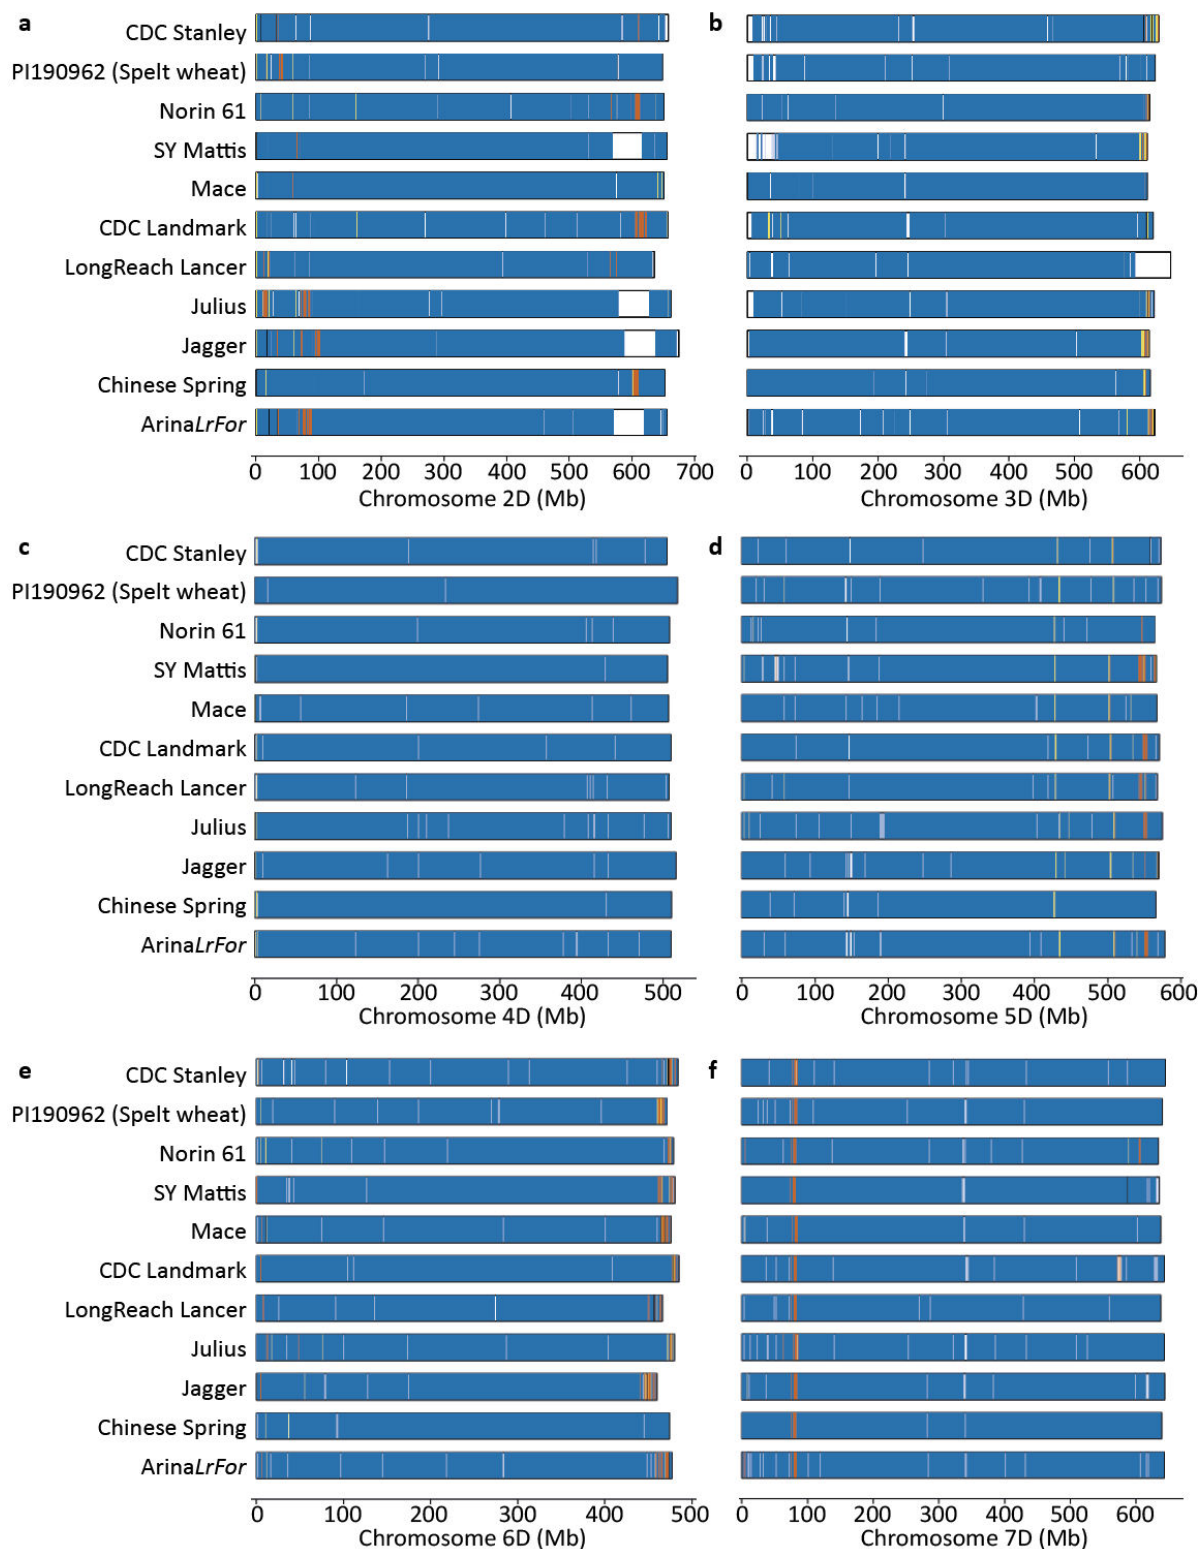 a
CDC Stanley
PI190962 (Spelt wheat)
Norin 61
SY Mattis
Mace
CDC Landmark
LongReach Lancer
Julius
Jagger
Chinese Spring
ArinaLrFor
0 100 200 300 400 500 600 700
Chromosome 2D (Mb)
b
0 100 200 300 400 500 600
Chromosome 3D (Mb)
c
CDC Stanley
PI190962 (Spelt wheat)
Norin 61
SY Mattis
Mace
CDC Landmark
LongReach Lancer
Julius
Jagger
Chinese Spring
ArinaLrFor
0 100 200 300 400 500
Chromosome 4D (Mb)
d
0 100 200 300 400 500 600
Chromosome 5D (Mb)
e
CDC Stanley
PI190962 (Spelt wheat)
Norin 61
SY Mattis
Mace
CDC Landmark
LongReach Lancer
Julius
Jagger
Chinese Spring
ArinaLrFor
0 100 200 300 400 500
Chromosome 6D (Mb)
f
0 100 200 300 400 500 600
Chromosome 7D (Mb)